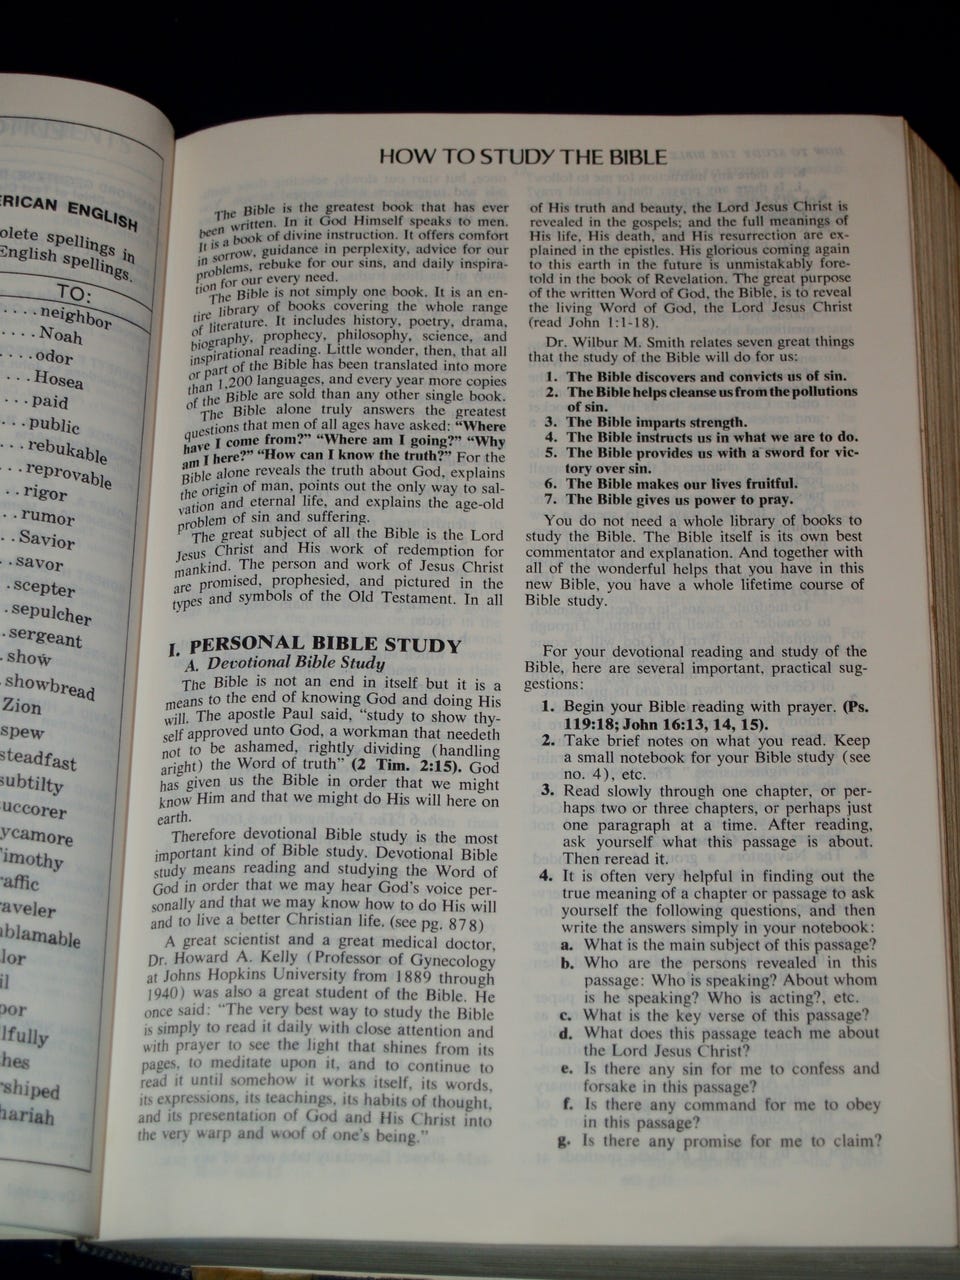 RICAN ENGLISH
olete spellings in
English spellings.
TO:
. . . . neighbor
. . . . Noah
. . . odor
. . . Hosea
. . . paid
. . . public
. . . rebukable
. . . reprovable
. . rigor
. . rumor
. . Savior
. . savor
. scepter
. sepulcher
. sergeant
. show
. showbread
Zion
spew
steadfast
subtilty
uccorer
ycamore
imothy
raffic
raveler
blamable
lor
il
oor
lfully
hes
shiped
hariah
HOW TO STUDY THE BIBLE
The Bible is the greatest book that has ever
been written. In it God Himself speaks to men.
It is a book of divine instruction. It offers comfort
in sorrow, guidance in perplexity, advice for our
problems, rebuke for our sins, and daily inspira-
tion for our every need.
The Bible is not simply one book. It is an en-
tire library of books covering the whole range
of literature. It includes history, poetry, drama,
biography, prophecy, philosophy, science, and
inspirational reading. Little wonder, then, that all
or part of the Bible has been translated into more
than 1,200 languages, and every year more copies
of the Bible are sold than any other single book.
The Bible alone truly answers the greatest
questions that men of all ages have asked: “Where
have I come from?” “Where am I going?” “Why
am I here?” “How can I know the truth?” For the
Bible alone reveals the truth about God, explains
the origin of man, points out the only way to sal-
vation and eternal life, and explains the age-old
problem of sin and suffering.
The great subject of all the Bible is the Lord
Jesus Christ and His work of redemption for
mankind. The person and work of Jesus Christ
are promised, prophesied, and pictured in the
types and symbols of the Old Testament. In all
of His truth and beauty, the Lord Jesus Christ is
revealed in the gospels; and the full meanings of
His life, His death, and His resurrection are ex-
plained in the epistles. His glorious coming again
to this earth in the future is unmistakably fore-
told in the book of Revelation. The great purpose
of the written Word of God, the Bible, is to reveal
the living Word of God, the Lord Jesus Christ
(read John 1:1-18).
Dr. Wilbur M. Smith relates seven great things
that the study of the Bible will do for us:
1. The Bible discovers and convicts us of sin.
2. The Bible helps cleanse us from the pollutions
of sin.
3. The Bible imparts strength.
4. The Bible instructs us in what we are to do.
5. The Bible provides us with a sword for vic-
tory over sin.
6. The Bible makes our lives fruitful.
7. The Bible gives us power to pray.
You do not need a whole library of books to
study the Bible. The Bible itself is its own best
commentator and explanation. And together with
all of the wonderful helps that you have in this
new Bible, you have a whole lifetime course of
Bible study.
I. PERSONAL BIBLE STUDY
A. Devotional Bible Study
The Bible is not an end in itself but it is a
means to the end of knowing God and doing His
will. The apostle Paul said, “study to show thy-
self approved unto God, a workman that needeth
not to be ashamed, rightly dividing (handling
aright) the Word of truth” (2 Tim. 2:15). God
has given us the Bible in order that we might
know Him and that we might do His will here on
earth.
Therefore devotional Bible study is the most
important kind of Bible study. Devotional Bible
study means reading and studying the Word of
God in order that we may hear God’s voice per-
sonally and that we may know how to do His will
and to live a better Christian life. (see pg. 878)
A great scientist and a great medical doctor,
Dr. Howard A. Kelly (Professor of Gynecology
at Johns Hopkins University from 1889 through
1940) was also a great student of the Bible. He
once said: “The very best way to study the Bible
is simply to read it daily with close attention and
with prayer to see the light that shines from its
pages, to meditate upon it, and to continue to
read it until somehow it works itself, its words,
its expressions, its teachings, its habits of thought,
and its presentation of God and His Christ into
the very warp and woof of one’s being.”
For your devotional reading and study of the
Bible, here are several important, practical sug-
gestions:
1. Begin your Bible reading with prayer. (Ps.
119:18; John 16:13, 14, 15).
2. Take brief notes on what you read. Keep
a small notebook for your Bible study (see
no. 4), etc.
3. Read slowly through one chapter, or per-
haps two or three chapters, or perhaps just
one paragraph at a time. After reading,
ask yourself what this passage is about.
Then reread it.
4. It is often very helpful in finding out the
true meaning of a chapter or passage to ask
yourself the following questions, and then
write the answers simply in your notebook:
a. What is the main subject of this passage?
b. Who are the persons revealed in this
passage: Who is speaking? About whom
is he speaking? Who is acting?, etc.
c. What is the key verse of this passage?
d. What does this passage teach me about
the Lord Jesus Christ?
e. Is there any sin for me to confess and
forsake in this passage?
f. Is there any command for me to obey
in this passage?
g. Is there any promise for me to claim?